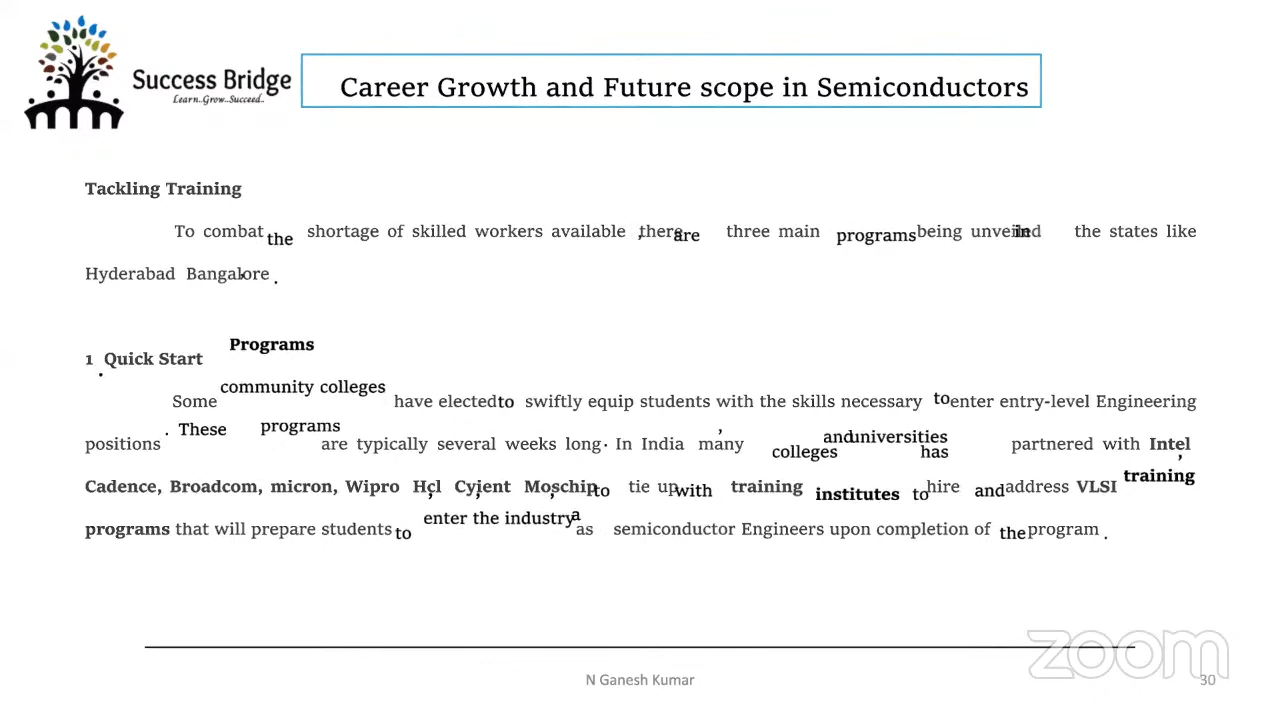 Success Bridge
Learn..Grow..Succeed..
Career Growth and Future scope in Semiconductors
Tackling Training
To combat the shortage of skilled workers available , there are three main programs being unveiled in the states like
Hyderabad , Bangalore .
1 . Quick Start Programs
Some community colleges have elected to swiftly equip students with the skills necessary to enter entry-level Engineering
positions . These programs are typically several weeks long . In India , many colleges and universities has partnered with Intel ,
Cadence, Broadcom, micron, Wipro , Hcl , Cyient , Moschip to tie up with training institutes to hire and address VLSI training
programs that will prepare students to enter the industry as a semiconductor Engineers upon completion of the program .
zoom
N Ganesh Kumar
30